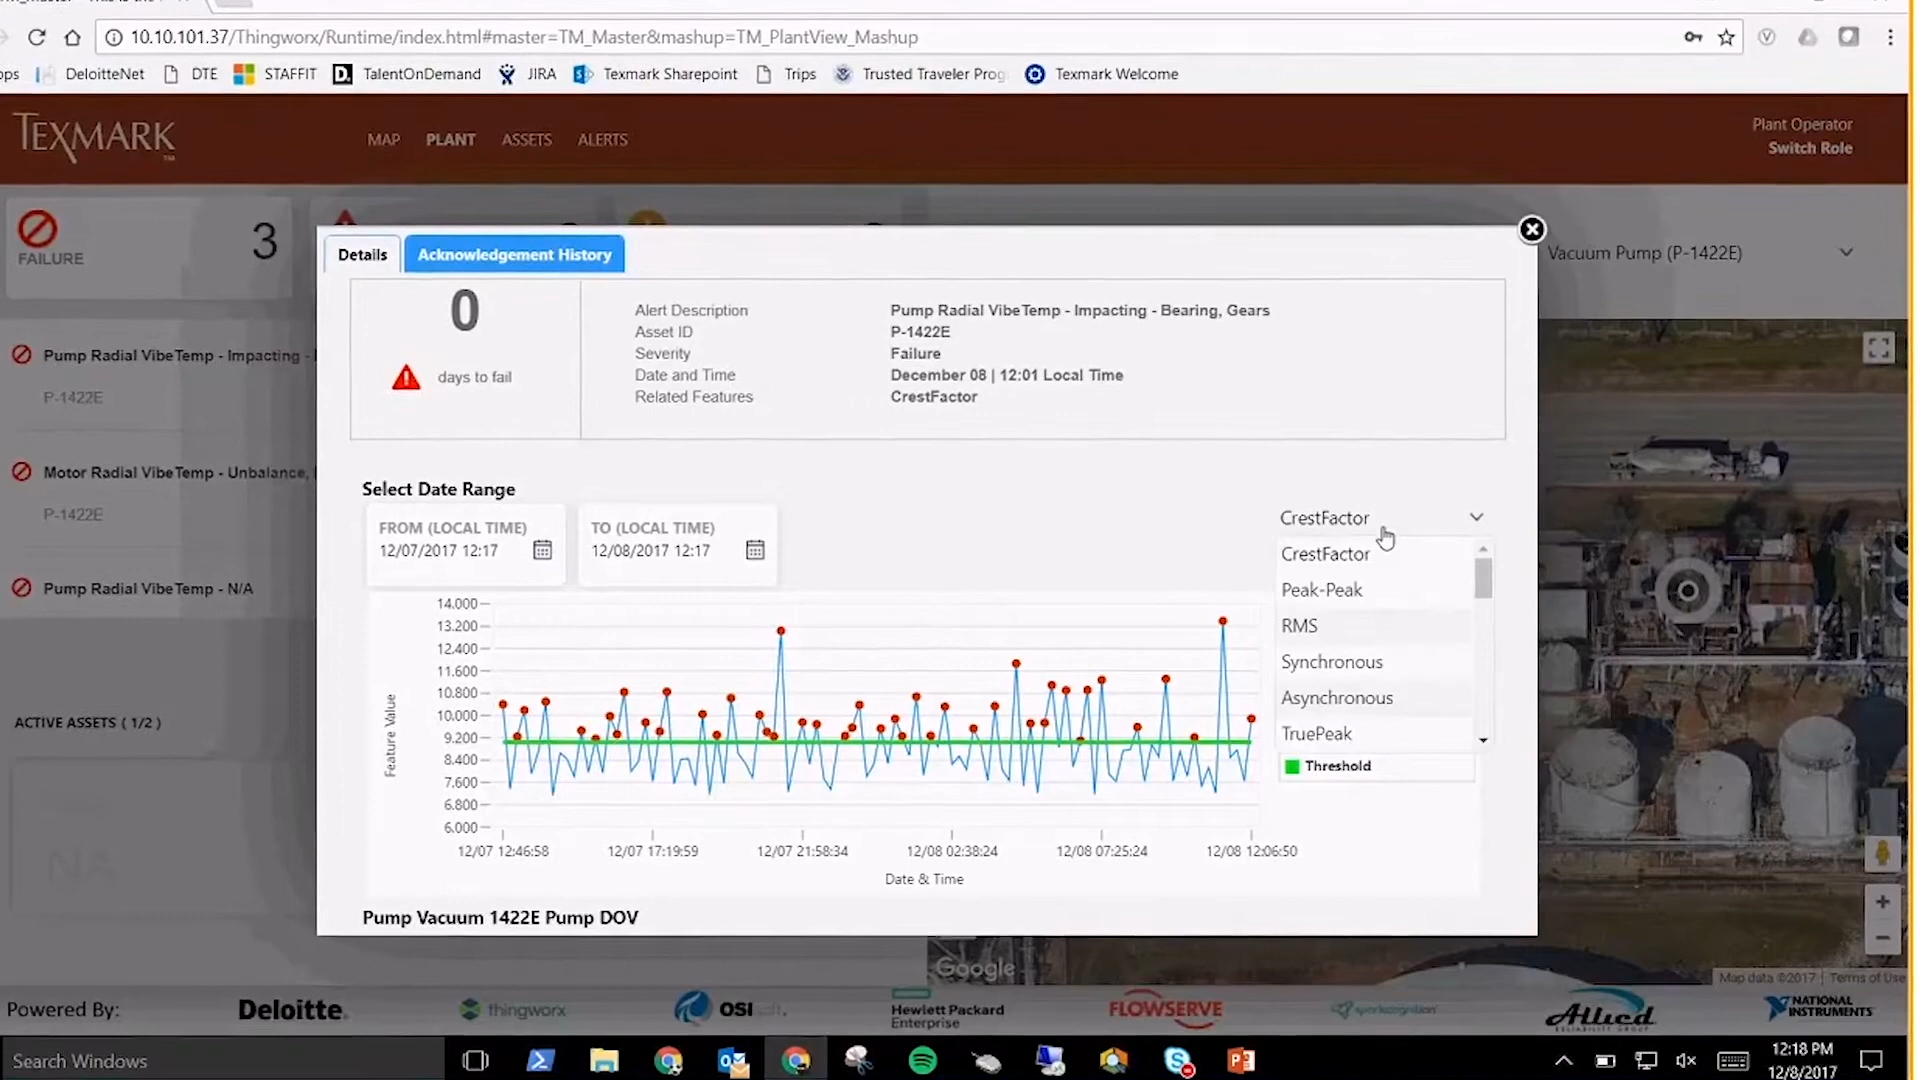 10.10.101.37/Thingworx/Runtime/index.html#master=TM_Master&mashup=TM_PlantView_Mashup
DeloitteNet DTE STAFFIT TalentOnDemand JIRA Texmark Sharepoint Trips Trusted Traveler Prog Texmark Welcome
TEXMARK TM
MAP PLANT ASSETS ALERTS
Plant Operator
Switch Role
FAILURE 3
Vacuum Pump (P-1422E)
Details Acknowledgement History
0
days to fail
Alert Description Pump Radial VibeTemp - Impacting - Bearing, Gears
Asset ID P-1422E
Severity Failure
Date and Time December 08 | 12:01 Local Time
Related Features CrestFactor
Pump Radial VibeTemp - Impacting -
P-1422E
Motor Radial VibeTemp - Unbalance,
P-1422E
Pump Radial VibeTemp - N/A
ACTIVE ASSETS ( 1/2 )
N/A
Select Date Range
FROM (LOCAL TIME)
12/07/2017 12:17
TO (LOCAL TIME)
12/08/2017 12:17
CrestFactor
CrestFactor
Peak-Peak
RMS
Synchronous
Asynchronous
TruePeak
Threshold
Feature Value
14.000
13.200
12.400
11.600
10.800
10.000
9.200
8.400
7.600
6.800
6.000
12/07 12:46:58 12/07 17:19:59 12/07 21:58:34 12/08 02:38:24 12/08 07:25:24 12/08 12:06:50
Date & Time
Pump Vacuum 1422E Pump DOV
Google
Map data ©2017 Terms of Use
Powered By: Deloitte. thingworx OSIsoft. Hewlett Packard Enterprise FLOWSERVE sparkcognition Allied RELIABILITY GROUP NATIONAL INSTRUMENTS
Search Windows
12:18 PM
12/8/2017